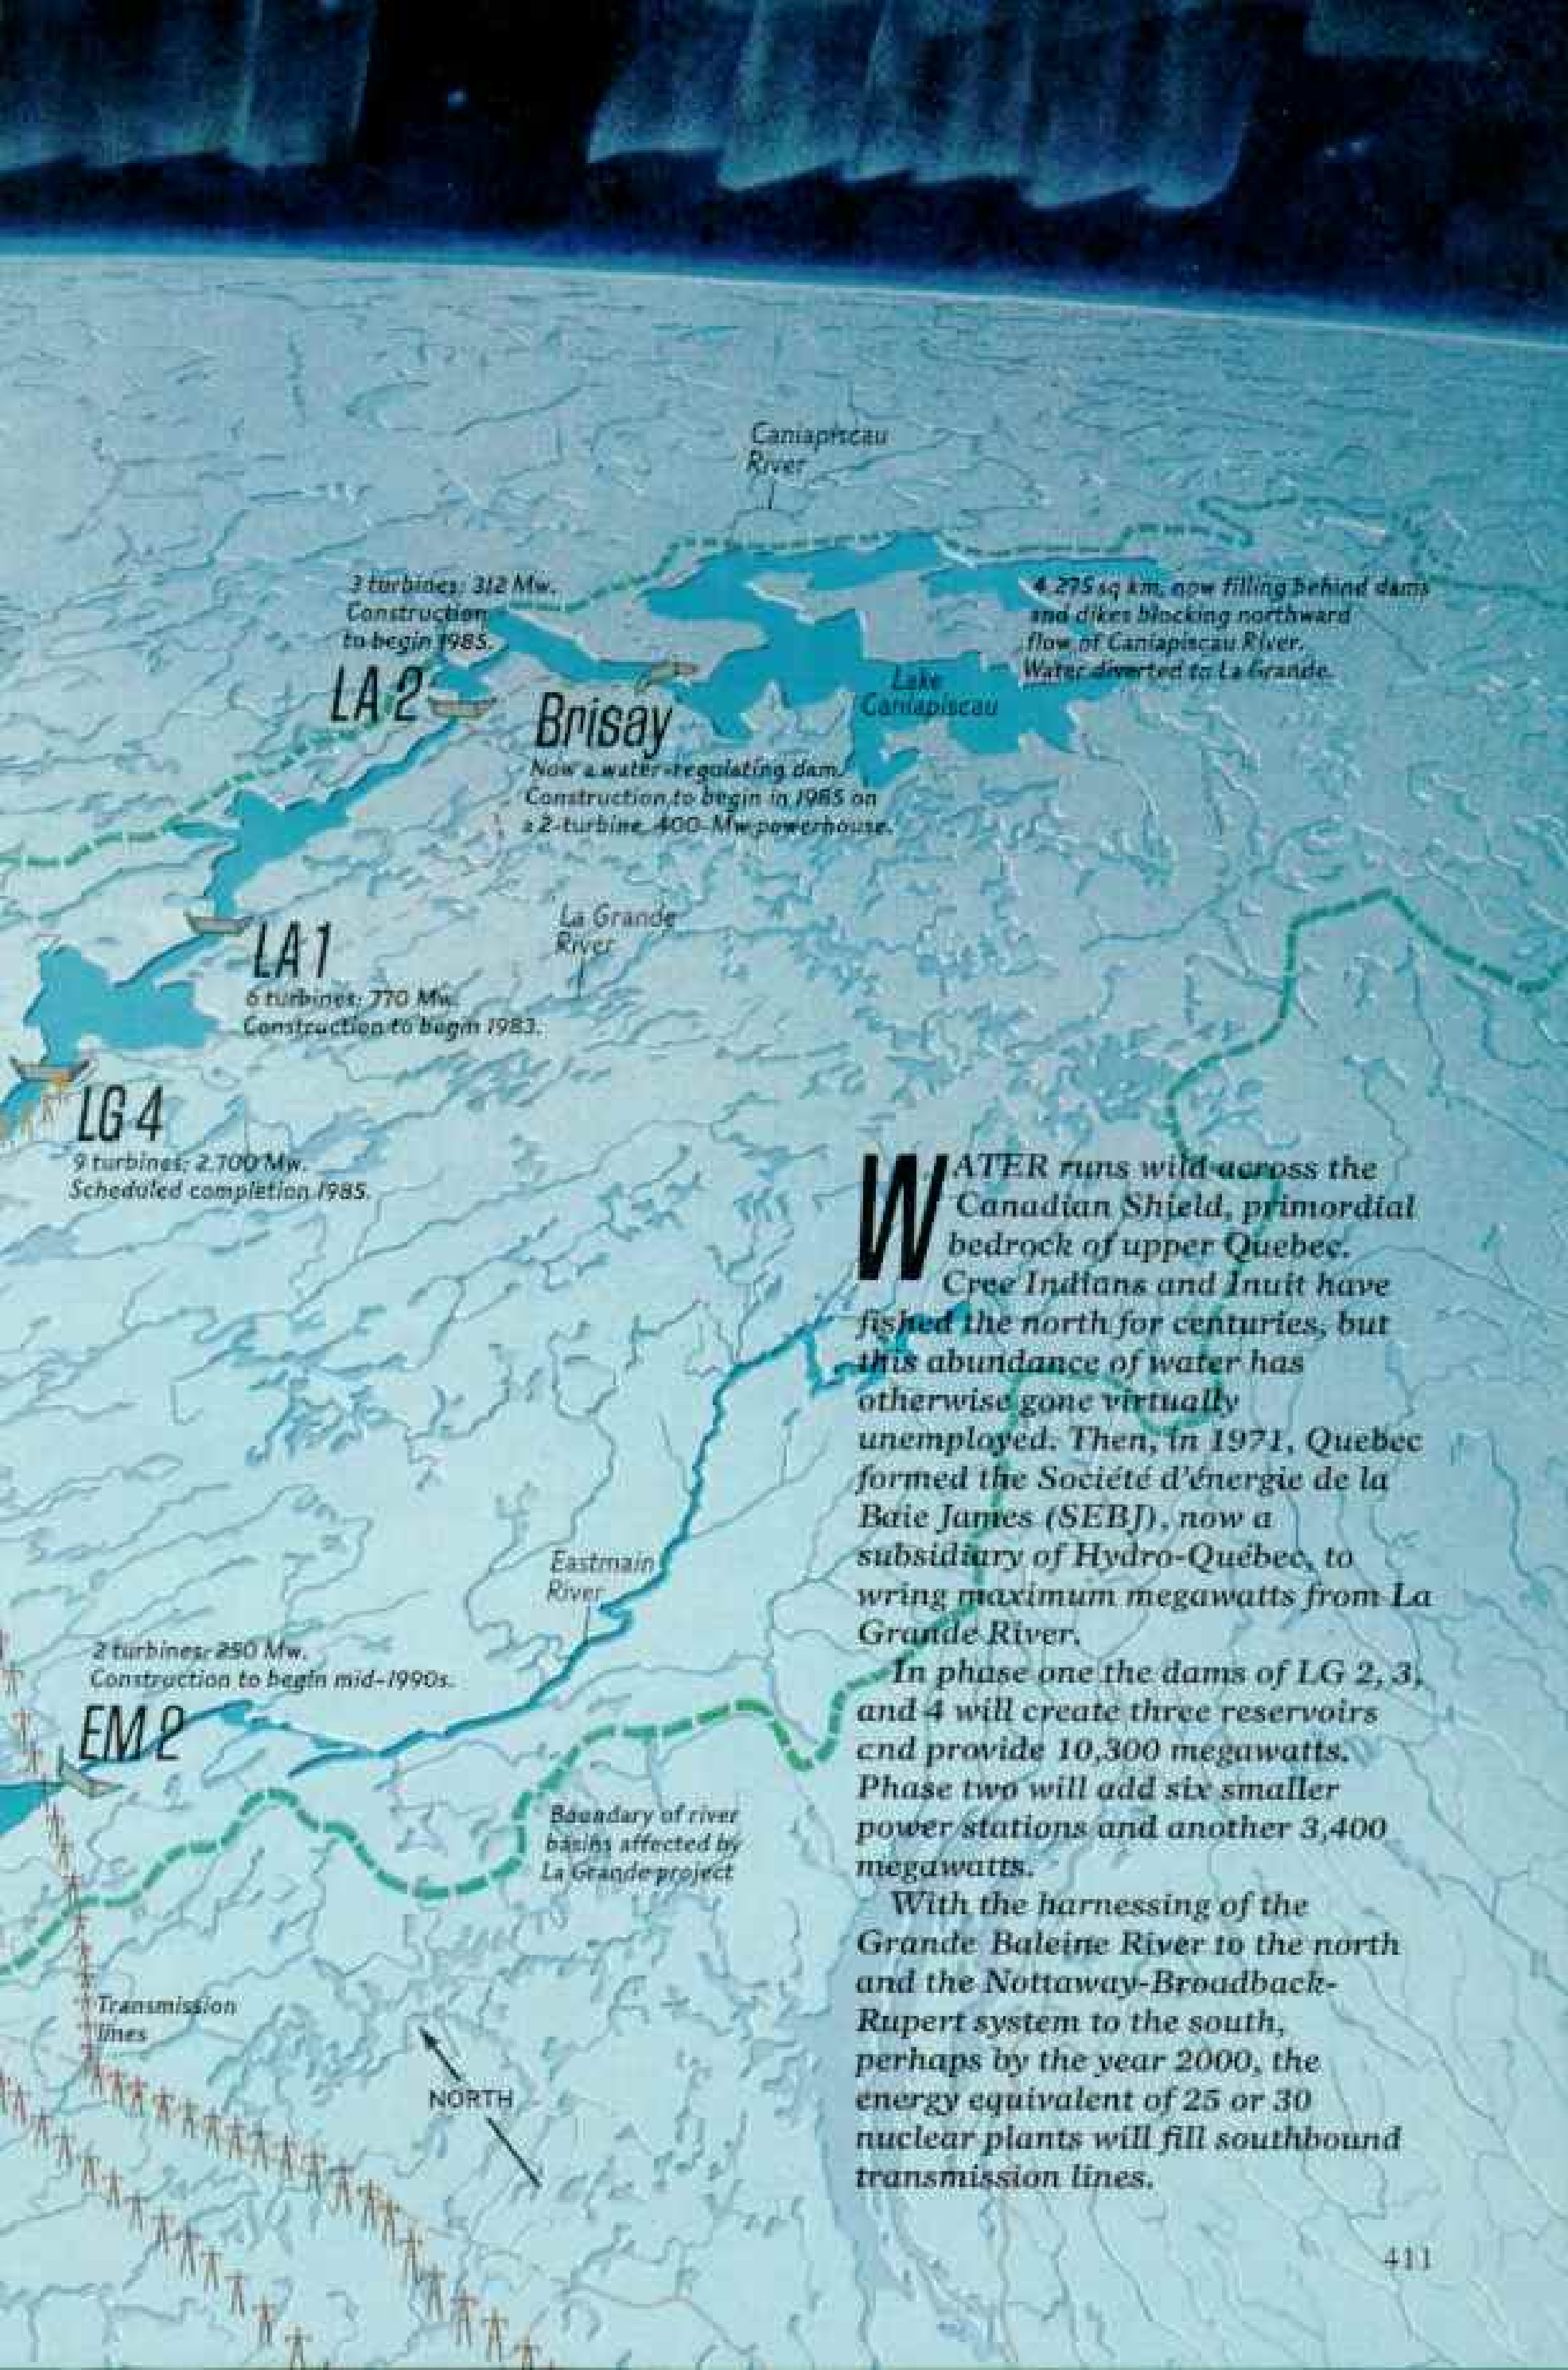 Caniapiscau
River
3 turbines: 312 Mw.
Construction
to begin 1985.
LA 2
4,275 sq km, now filling behind dams
and dikes blocking northward
flow of Caniapiscau River.
Water diverted to La Grande.
Lake
Caniapiscau
Brisay
Now a water-regulating dam.
Construction to begin in 1985 on
a 2-turbine, 400-Mw powerhouse.
La Grande
River
LA 1
6 turbines: 770 Mw.
Construction to begin 1983.
LG 4
9 turbines: 2,700 Mw.
Scheduled completion 1985.
WATER runs wild across the
Canadian Shield, primordial
bedrock of upper Quebec.
Cree Indians and Inuit have
fished the north for centuries, but
this abundance of water has
otherwise gone virtually
unemployed. Then, in 1971, Quebec
formed the Société d'énergie de la
Baie James (SEBJ), now a
subsidiary of Hydro-Québec, to
wring maximum megawatts from La
Grande River.
In phase one the dams of LG 2, 3,
and 4 will create three reservoirs
and provide 10,300 megawatts.
Phase two will add six smaller
power stations and another 3,400
megawatts.
With the harnessing of the
Grande Baleine River to the north
and the Nottaway-Broadback-
Rupert system to the south,
perhaps by the year 2000, the
energy equivalent of 25 or 30
nuclear plants will fill southbound
transmission lines.
Eastmain
River
2 turbines: 250 Mw.
Construction to begin mid-1990s.
EM 2
Boundary of river
basins affected by
La Grande project
Transmission
lines
NORTH
411